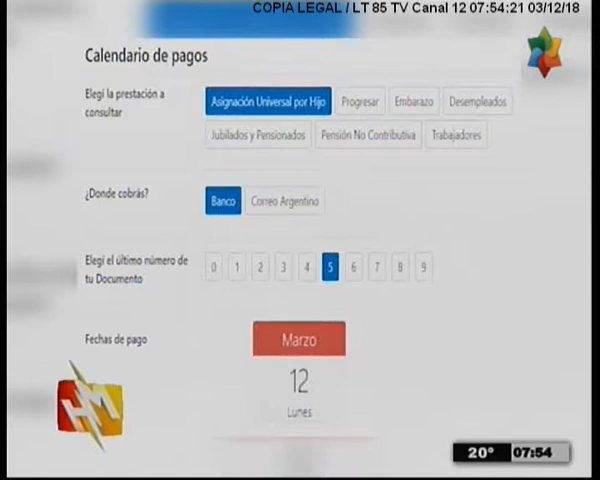 COPIA LEGAL / LT 85 TV Canal 12 07:54:21 03/12/18
Calendario de pagos
Elegí la prestación a
consultar
Asignación Universal por Hijo
Progresar
Embarazo
Desempleados
Jubilados y Pensionados
Pensión No Contributiva
Trabajadores
¿Donde cobrás?
Banco
Correo Argentino
Elegí el último número de
tu Documento
0 1 2 3 4 5 6 7 8 9
Fechas de pago
Marzo
12
Lunes
HM
20° 07:54